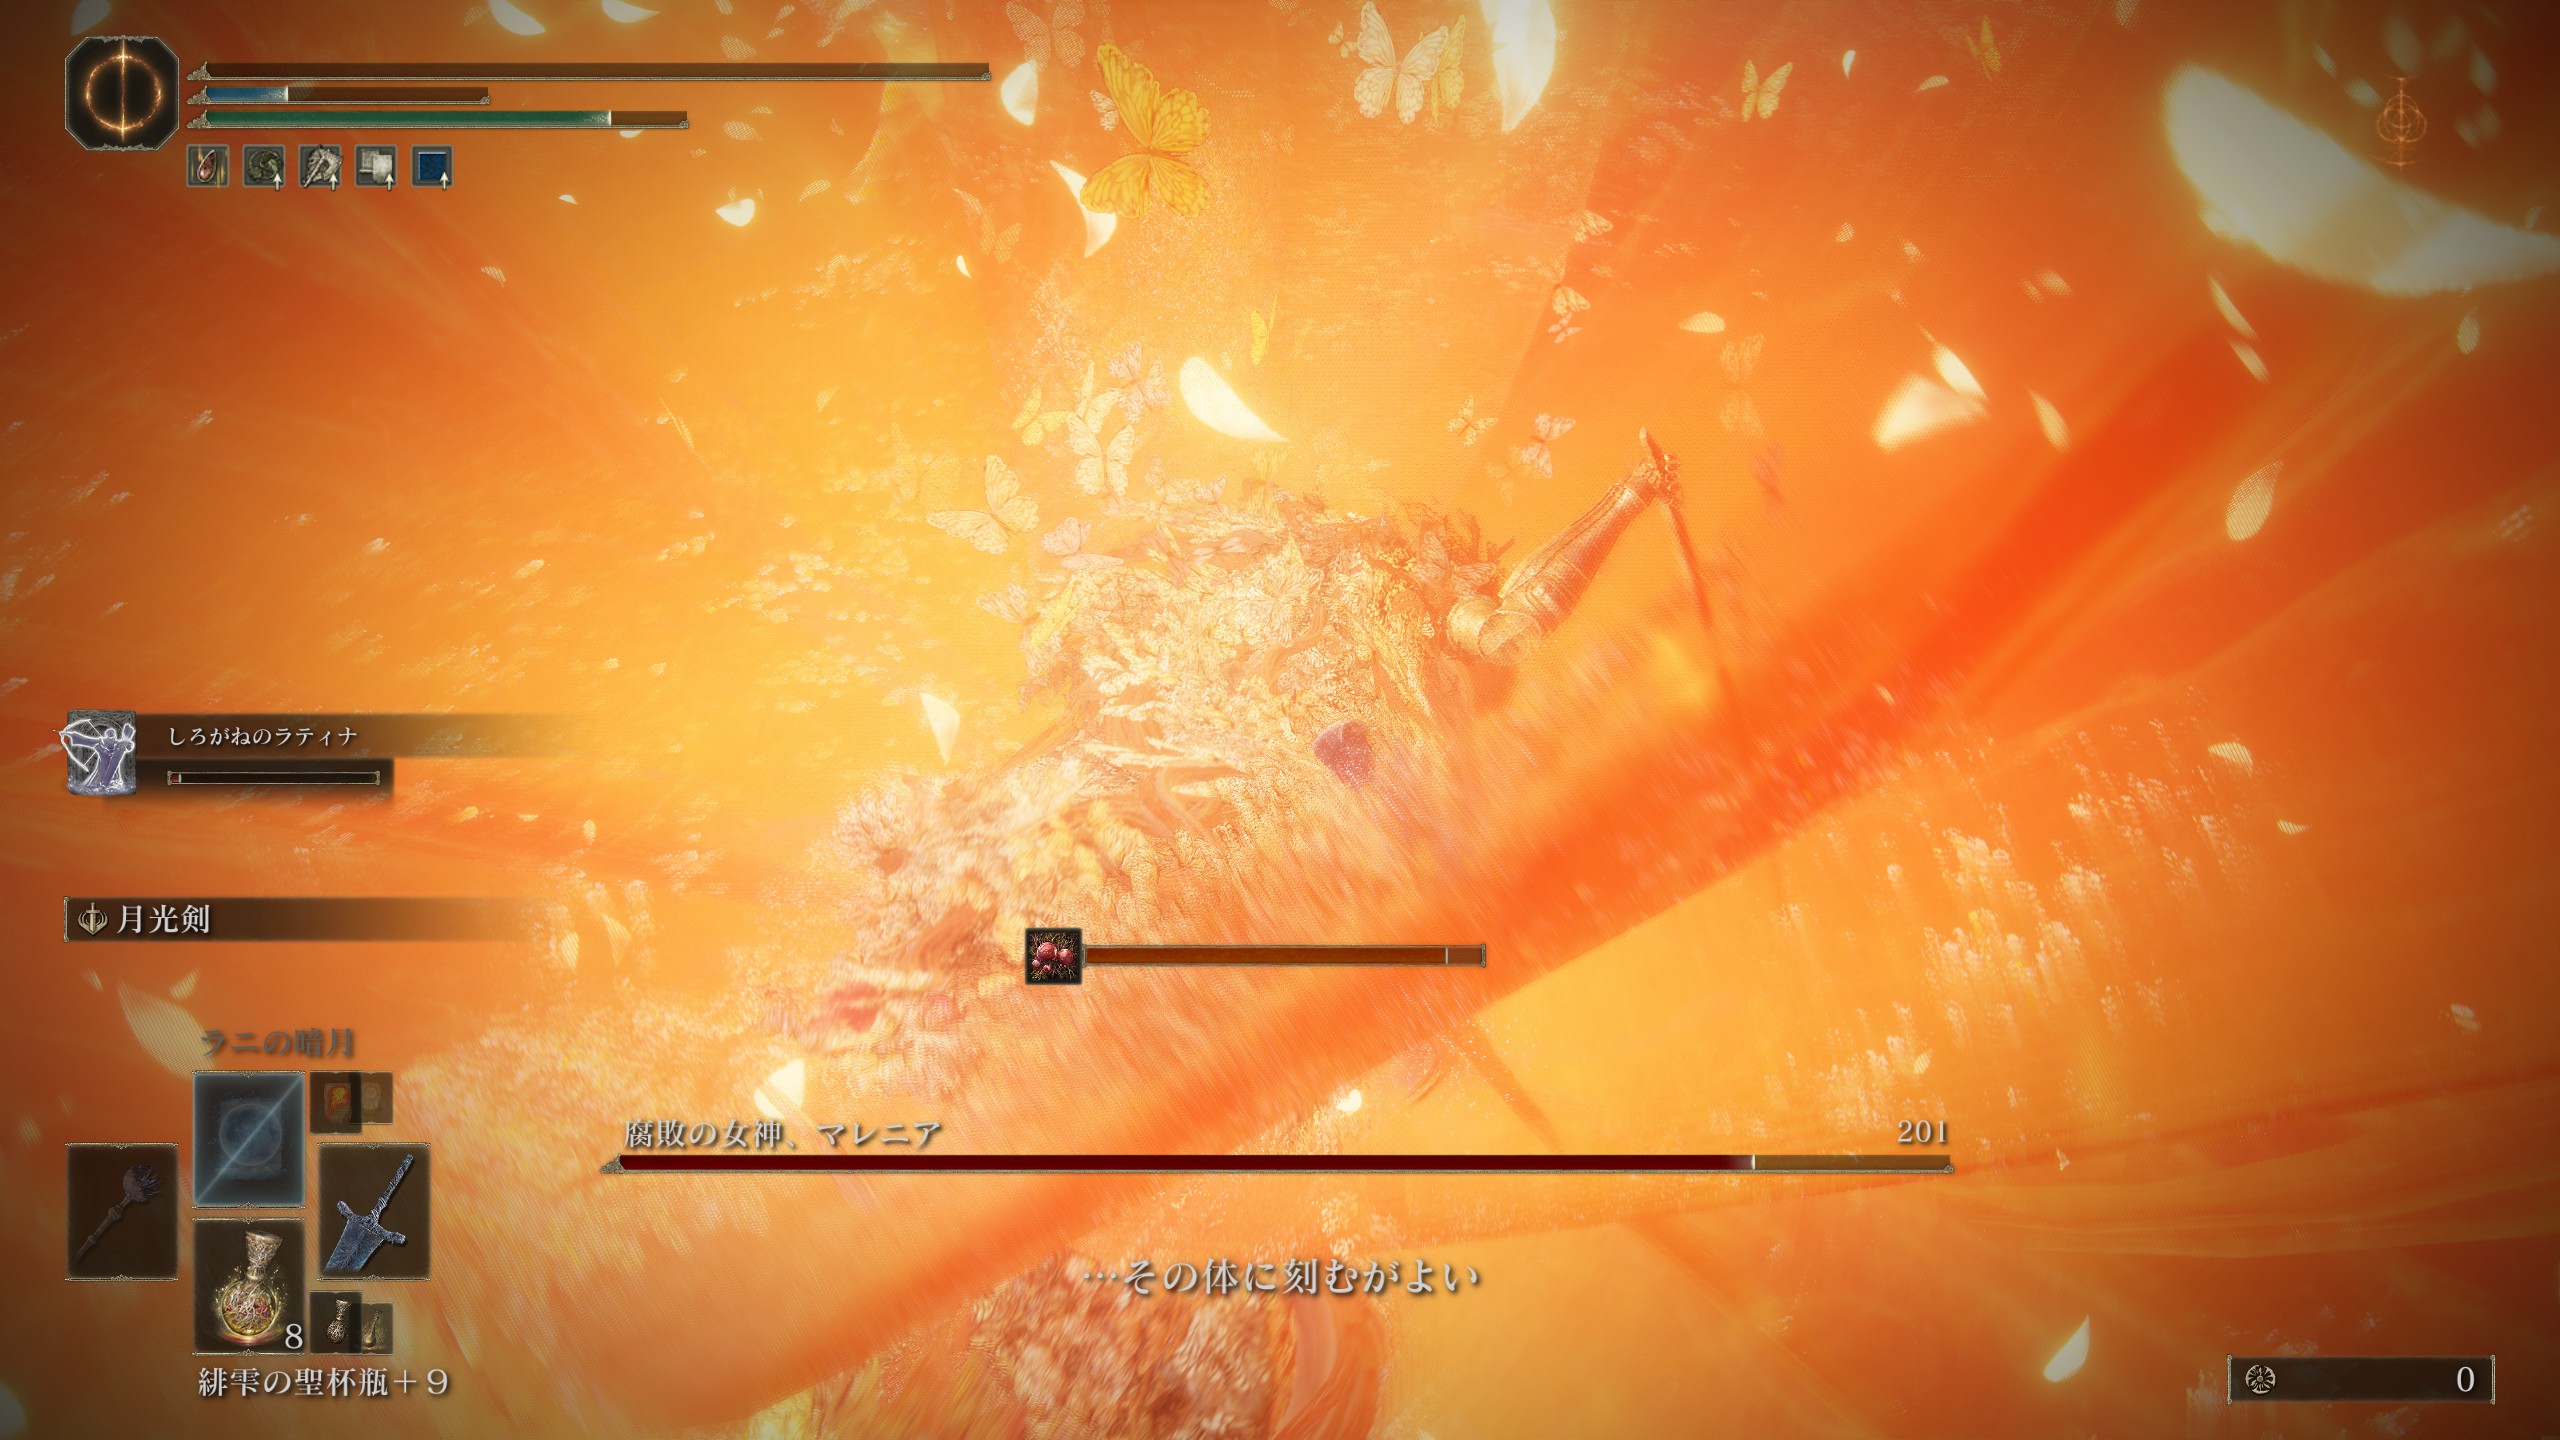 しろがねのラティナ
月光剣
ラニの暗月
8
緋雫の聖杯瓶＋９
腐敗の女神、マレニア
201
…その体に刻むがよい
0